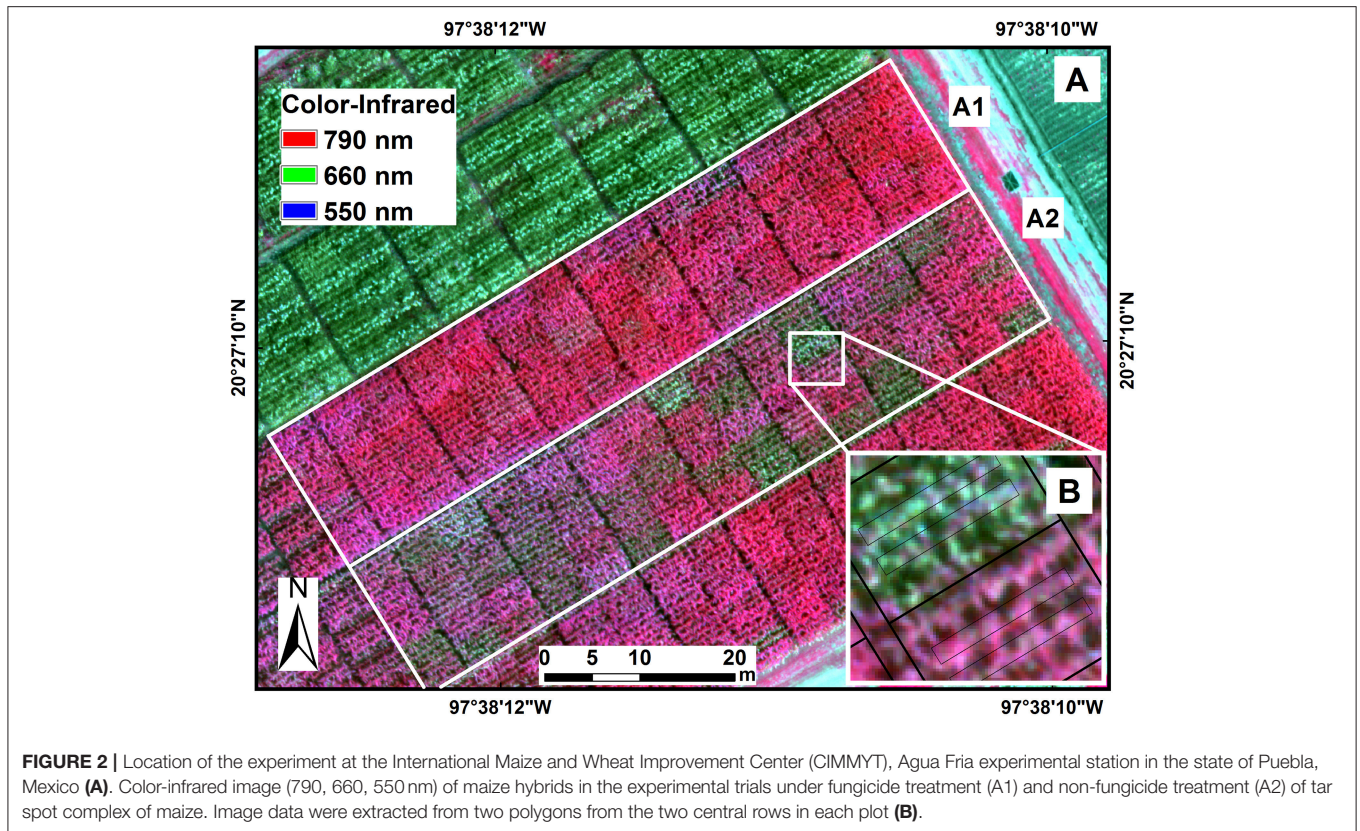 97°38'12"W
97°38'10"W
A
A1
Color-Infrared
790 nm
660 nm
550 nm
A2
20°27'10"N
20°27'10"N
B
N
0 5 10 20
m
97°38'12"W
97°38'10"W
FIGURE 2 | Location of the experiment at the International Maize and Wheat Improvement Center (CIMMYT), Agua Fria experimental station in the state of Puebla,
Mexico (A). Color-infrared image (790, 660, 550 nm) of maize hybrids in the experimental trials under fungicide treatment (A1) and non-fungicide treatment (A2) of tar
spot complex of maize. Image data were extracted from two polygons from the two central rows in each plot (B).